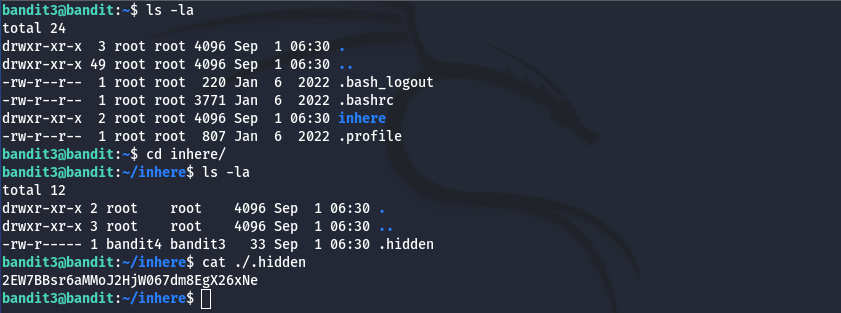 bandit3@bandit:~$ ls -la
total 24
drwxr-xr-x  3 root root 4096 Sep  1 06:30 .
drwxr-xr-x 49 root root 4096 Sep  1 06:30 ..
-rw-r--r--  1 root root  220 Jan  6  2022 .bash_logout
-rw-r--r--  1 root root 3771 Jan  6  2022 .bashrc
drwxr-xr-x  2 root root 4096 Sep  1 06:30 inhere
-rw-r--r--  1 root root  807 Jan  6  2022 .profile
bandit3@bandit:~$ cd inhere/
bandit3@bandit:~/inhere$ ls -la
total 12
drwxr-xr-x 2 root    root    4096 Sep  1 06:30 .
drwxr-xr-x 3 root    root    4096 Sep  1 06:30 ..
-rw-r----- 1 bandit4 bandit3   33 Sep  1 06:30 .hidden
bandit3@bandit:~/inhere$ cat ./.hidden
2EW7BBsr6aMMoJ2HjW067dm8EgX26xNe
bandit3@bandit:~/inhere$